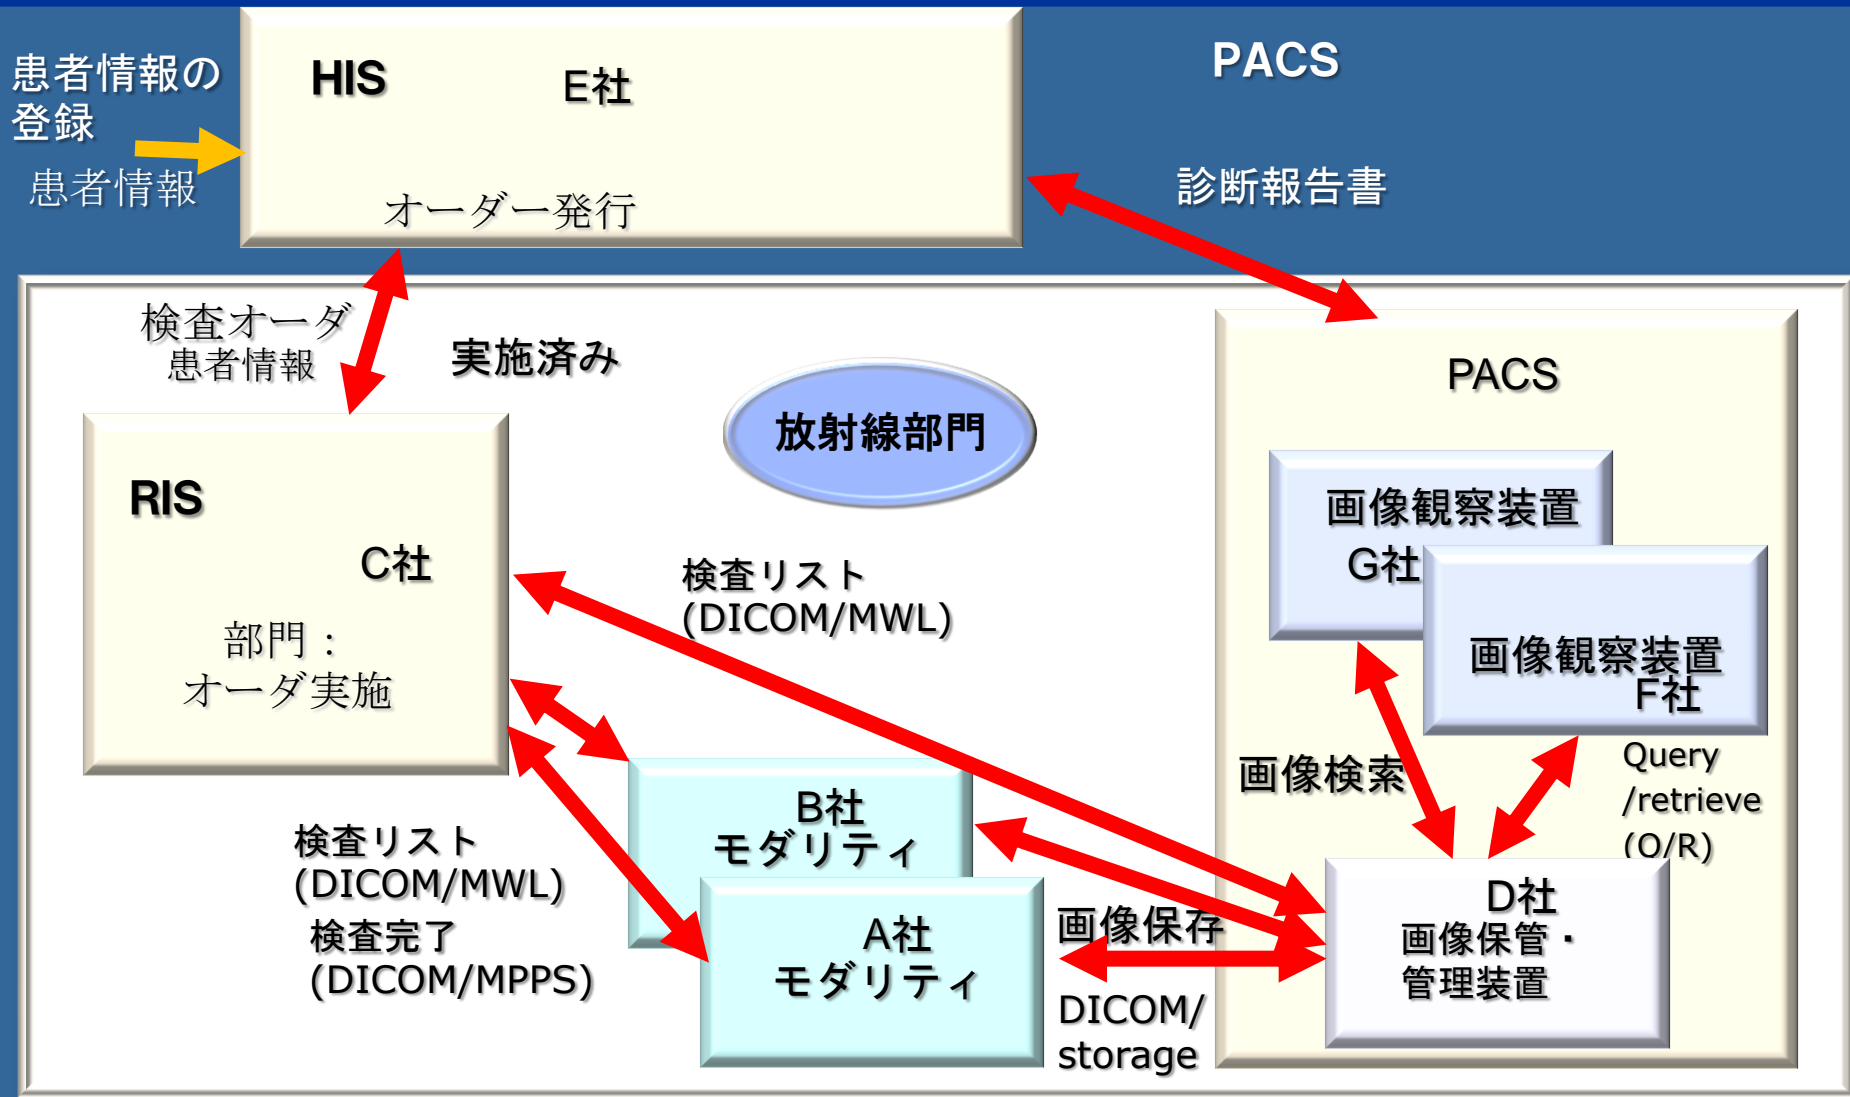 患者情報の
登録
患者情報
HIS
E社
オーダー発行
PACS
診断報告書
検査オーダ
患者情報
実施済み
放射線部門
PACS
RIS
C社
部門：
オーダ実施
検査リスト
(DICOM/MWL)
画像観察装置
G社
画像観察装置
F社
画像検索
Query
/retrieve
(Q/R)
検査リスト
(DICOM/MWL)
検査完了
(DICOM/MPPS)
B社
モダリティ
A社
モダリティ
画像保存
DICOM/
storage
D社
画像保管・
管理装置